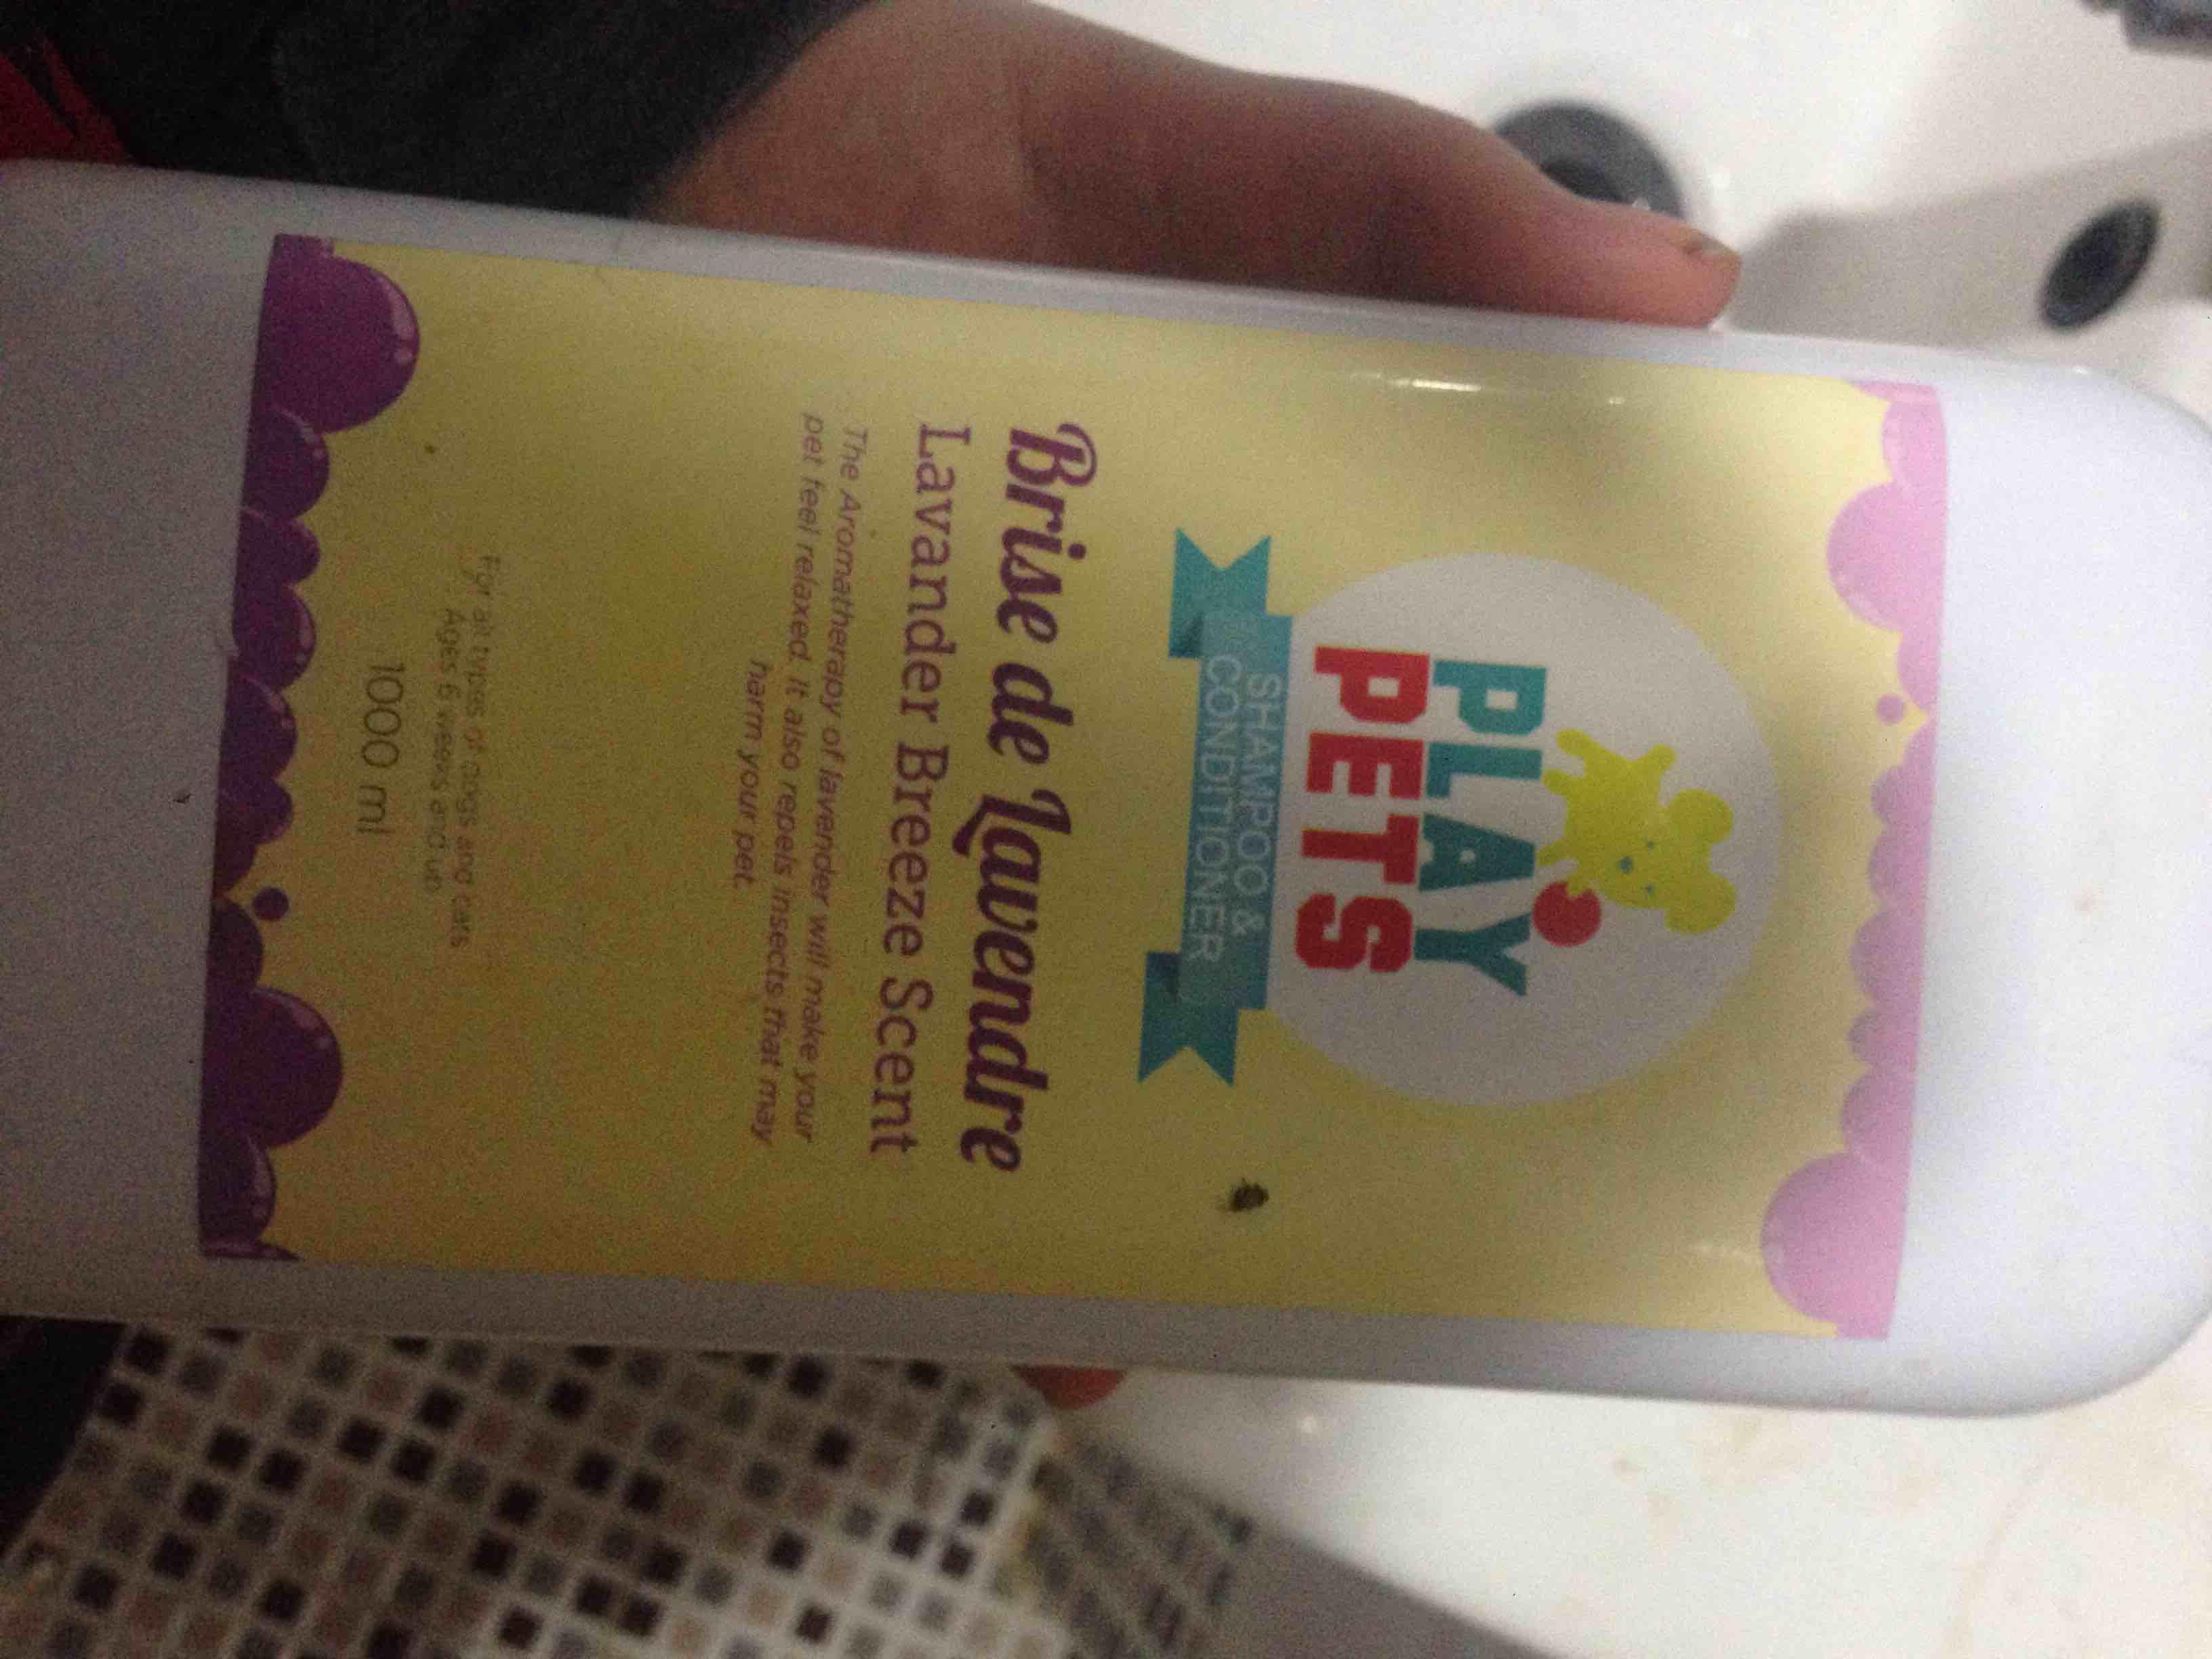 PLAY
PETS
SHAMPOO &
CONDITIONER
Brise de Lavendre
Lavander Breeze Scent
The Aromatherapy of lavender will make your
pet feel relaxed. It also repels insects that may
harm your pet.
For all types of dogs and cats
Ages 6 weeks and up
1000 ml